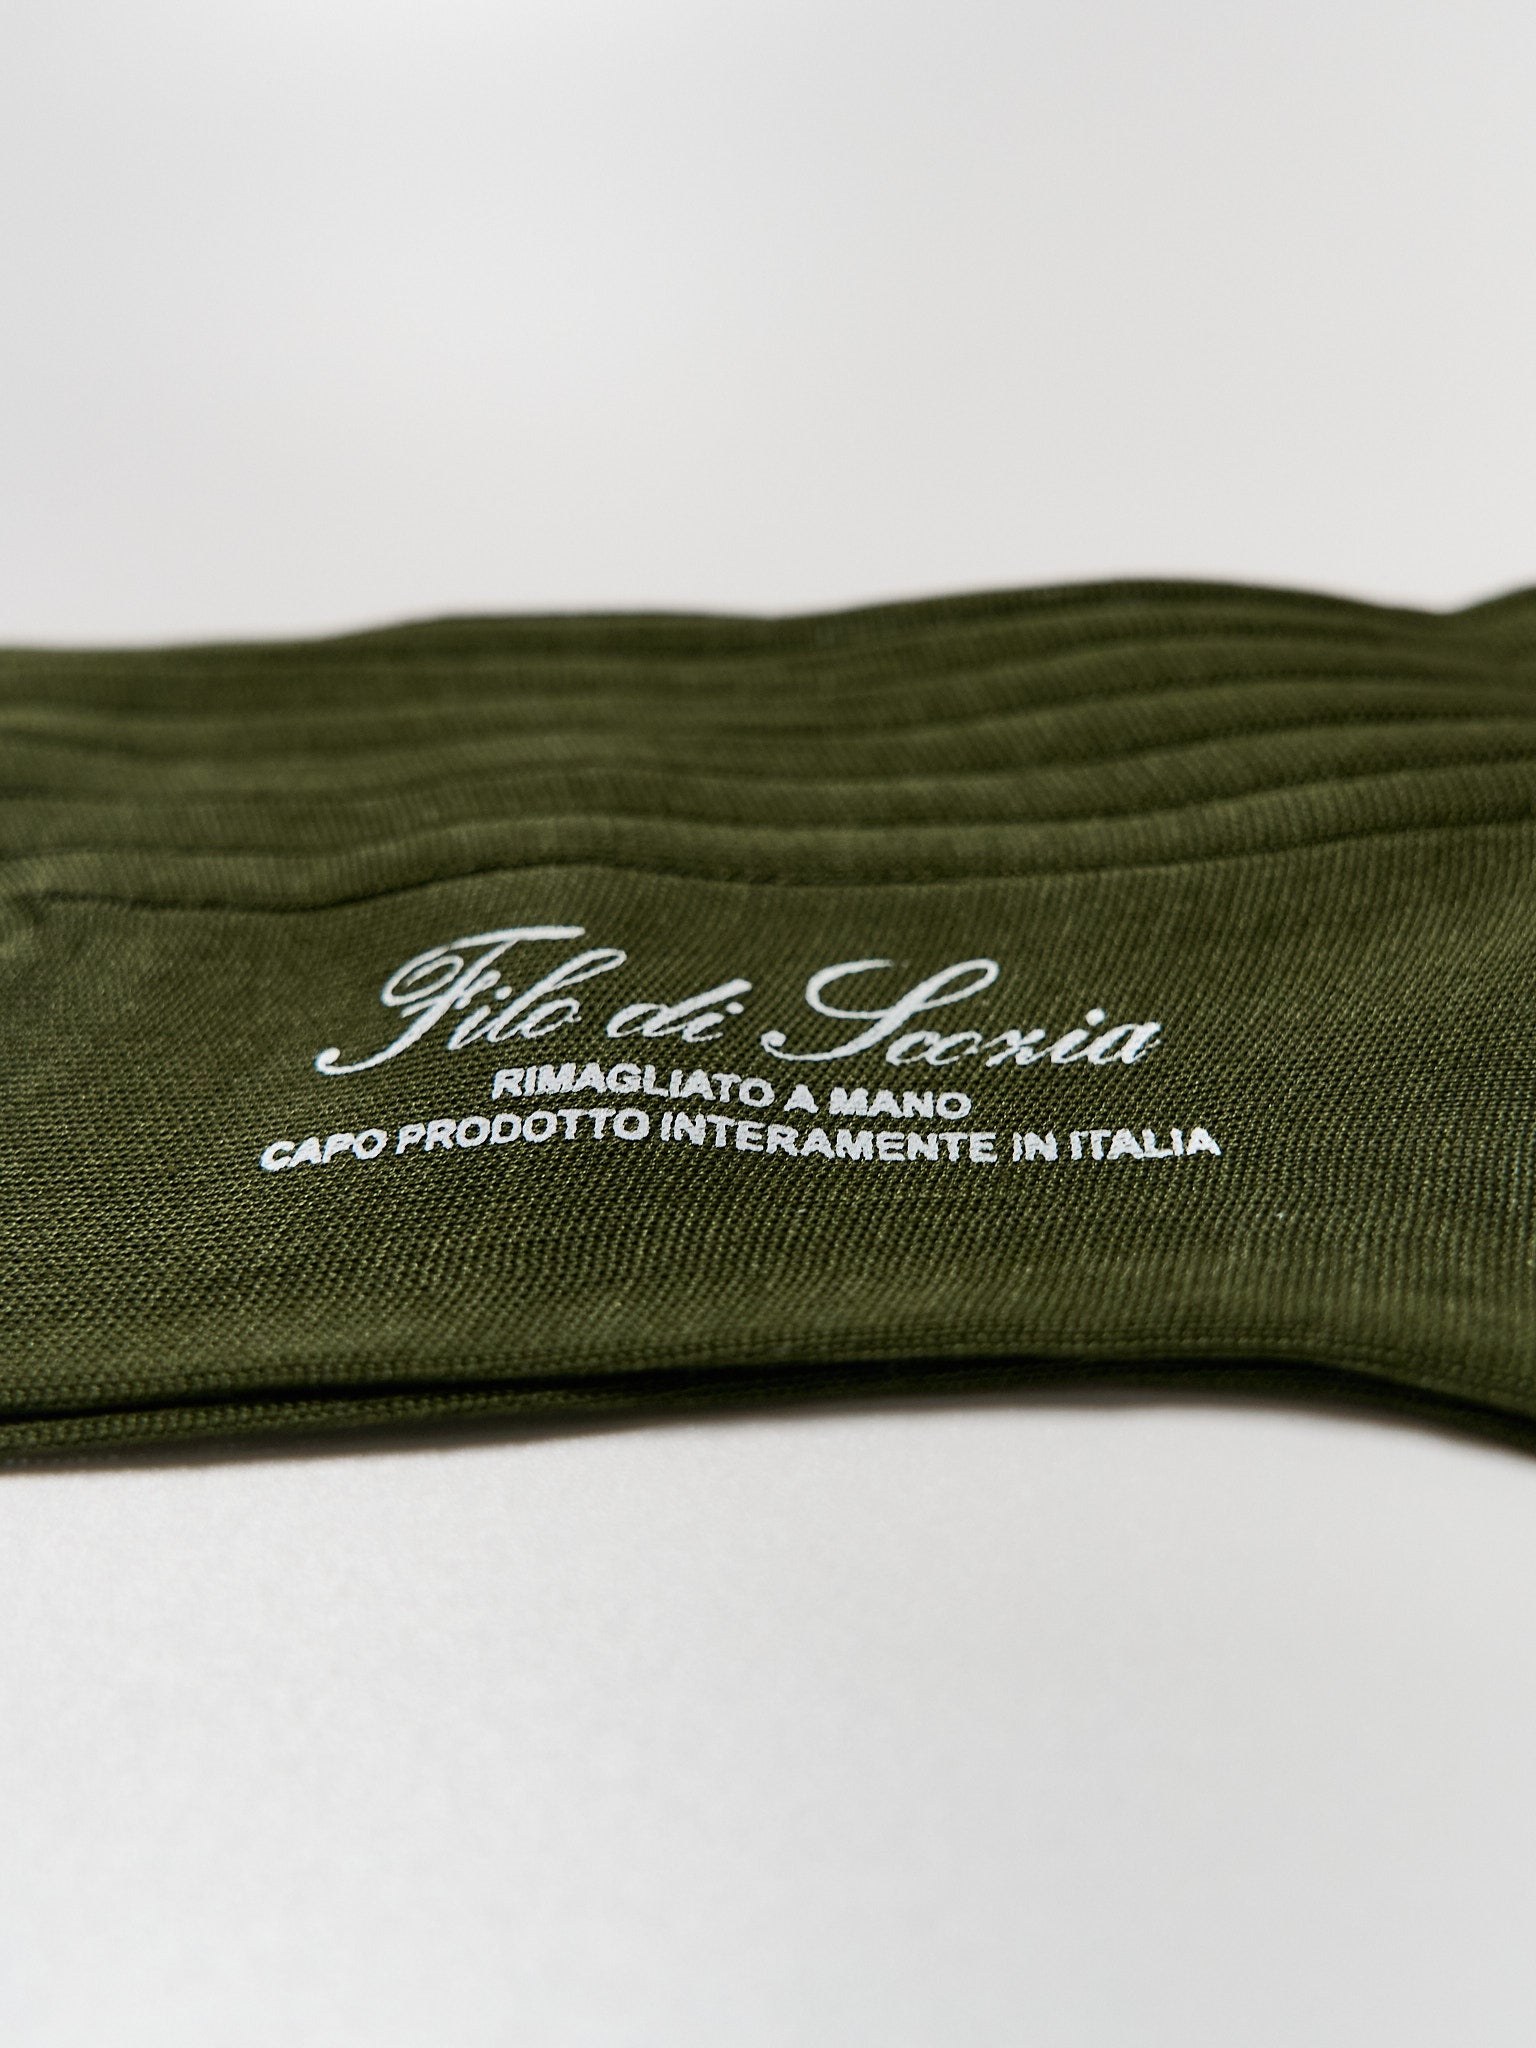 Filo di Scozia
RIMAGLIATO A MANO
CAPO PRODOTTO INTERAMENTE IN ITALIA